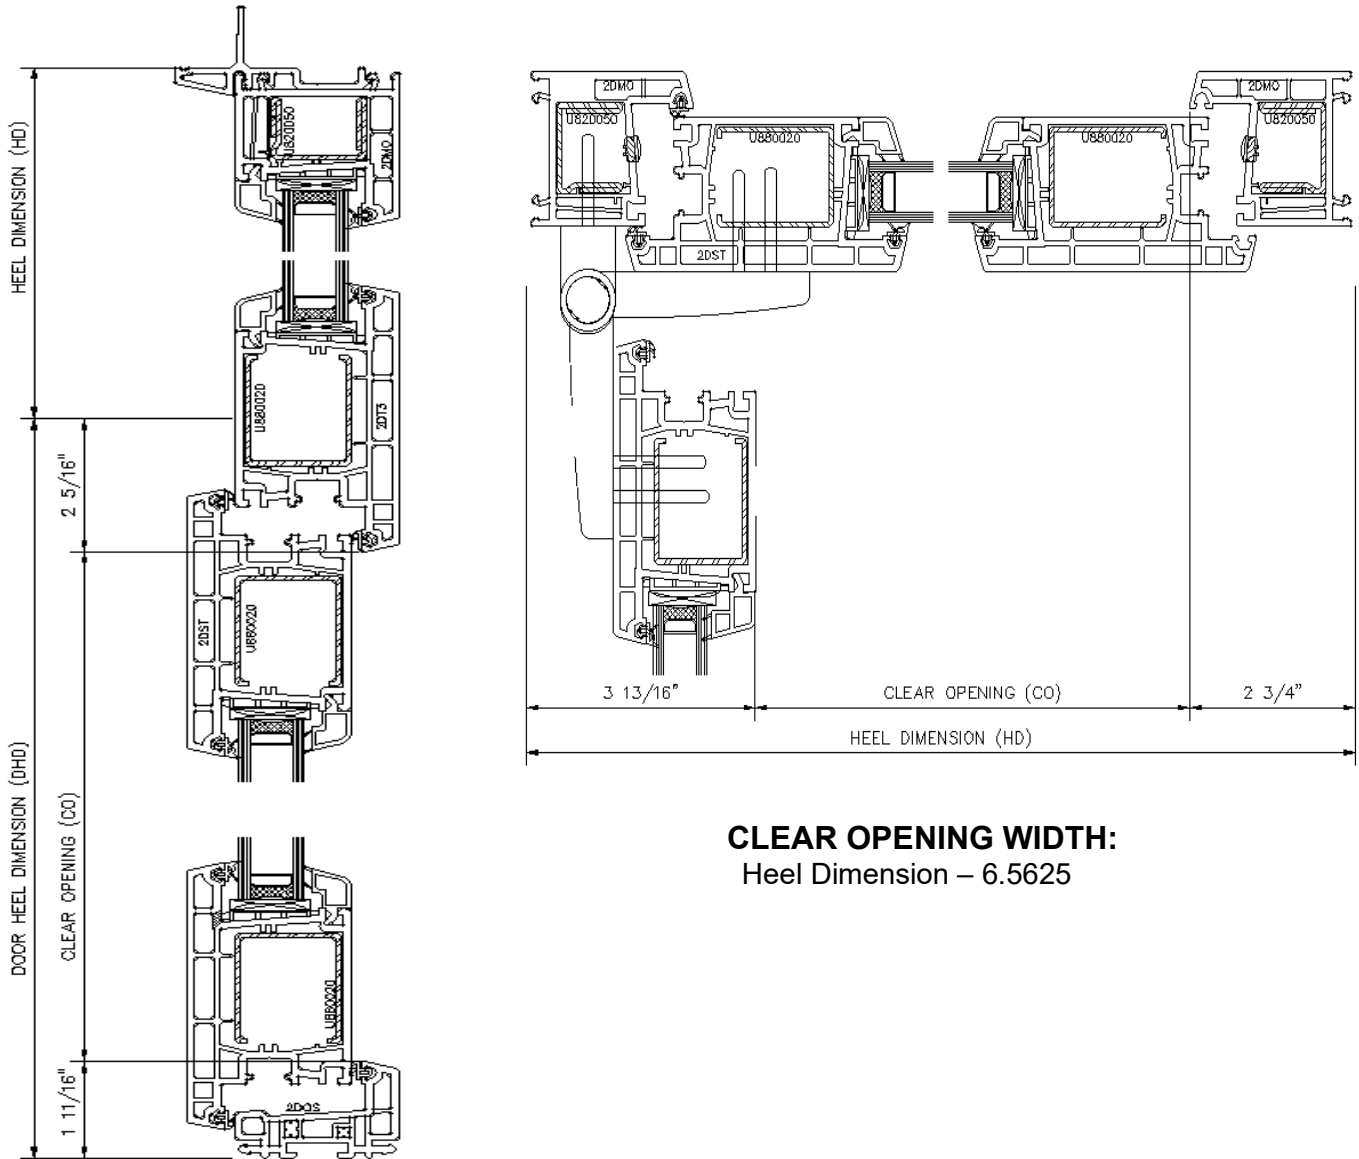 HEEL DIMENSION (HD)
U820050
2DMO
U880020
2DT3
2 5/16"
2DST
U880020
DOOR HEEL DIMENSION (DHD)
CLEAR OPENING (CO)
U880020
1 11/16"
2DOS
2DMO
U820050
U880020
2DST
U880020
2DMO
U820050
3 13/16"
CLEAR OPENING (CO)
2 3/4"
HEEL DIMENSION (HD)
CLEAR OPENING WIDTH:
Heel Dimension – 6.5625